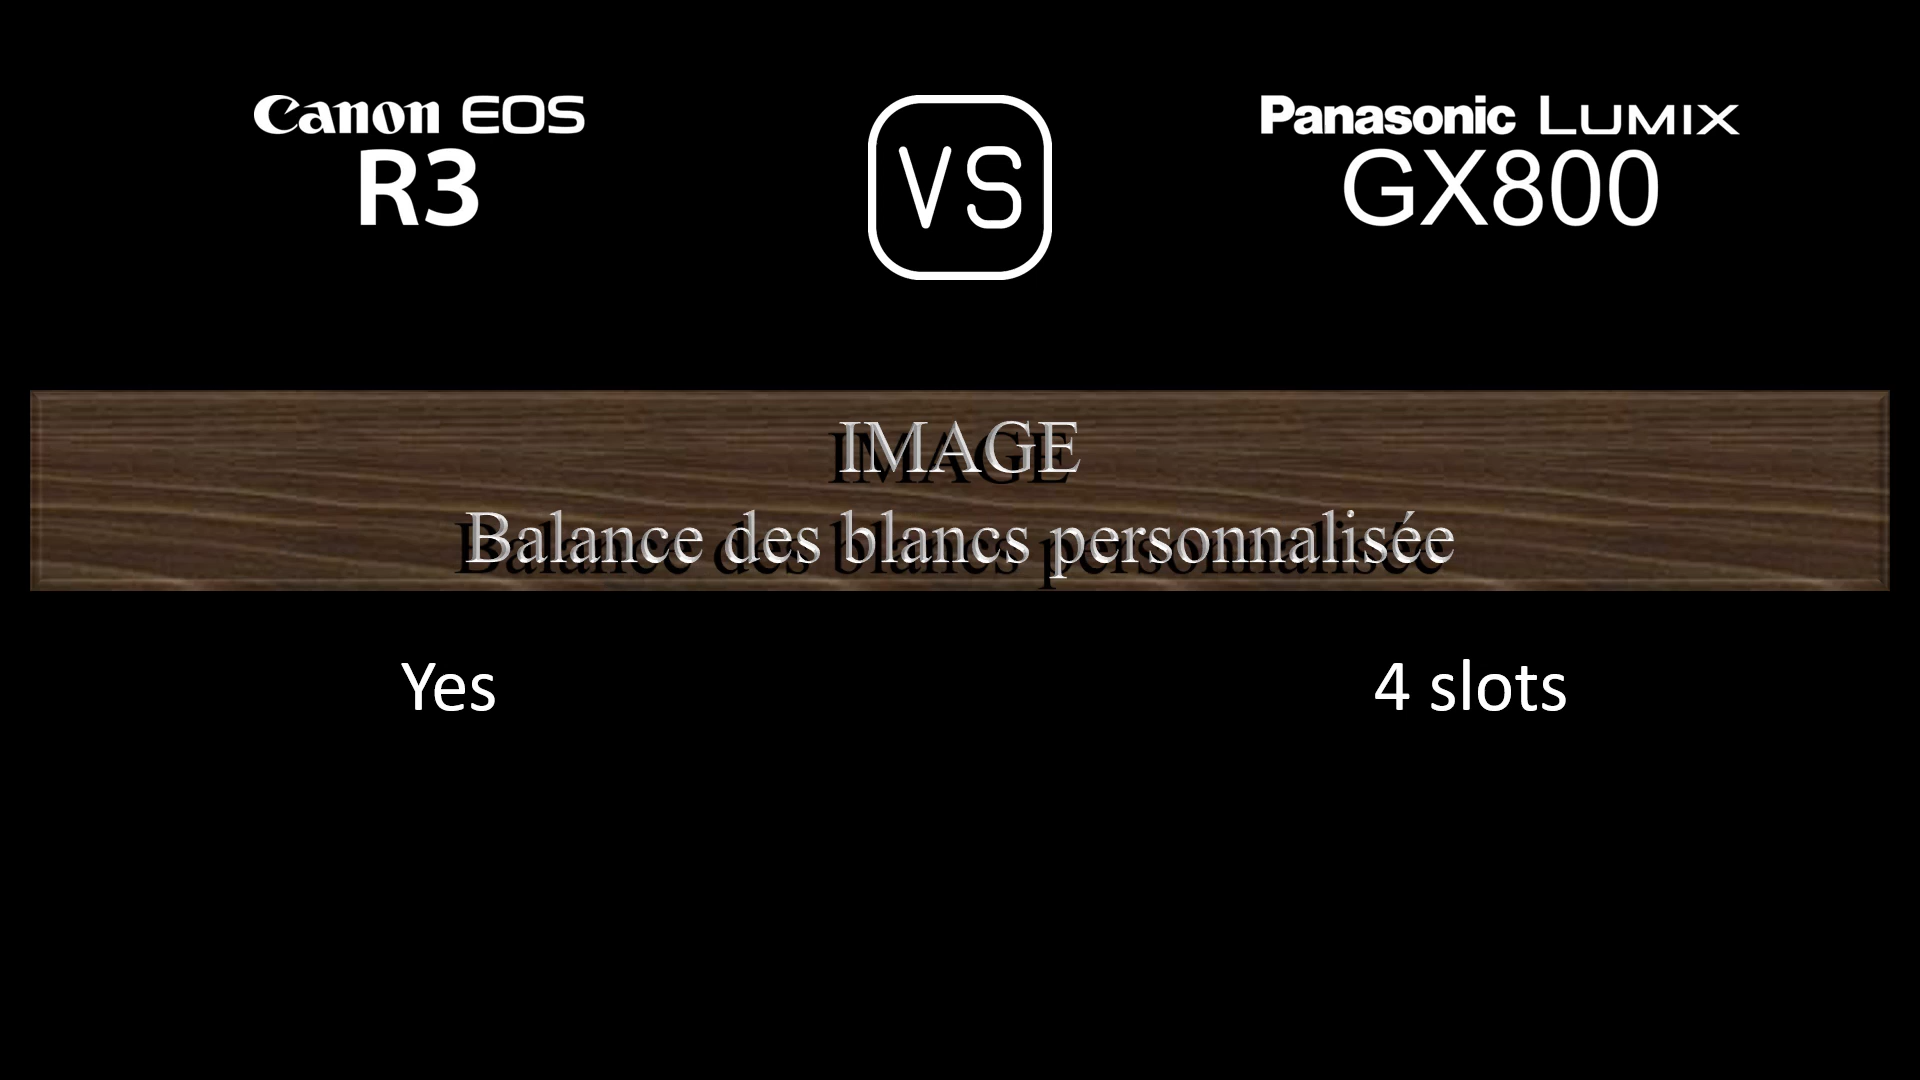 Canon EOS
R3
VS
Panasonic LUMIX
GX800
IMAGE
Balance des blancs personnalisée
Yes
4 slots